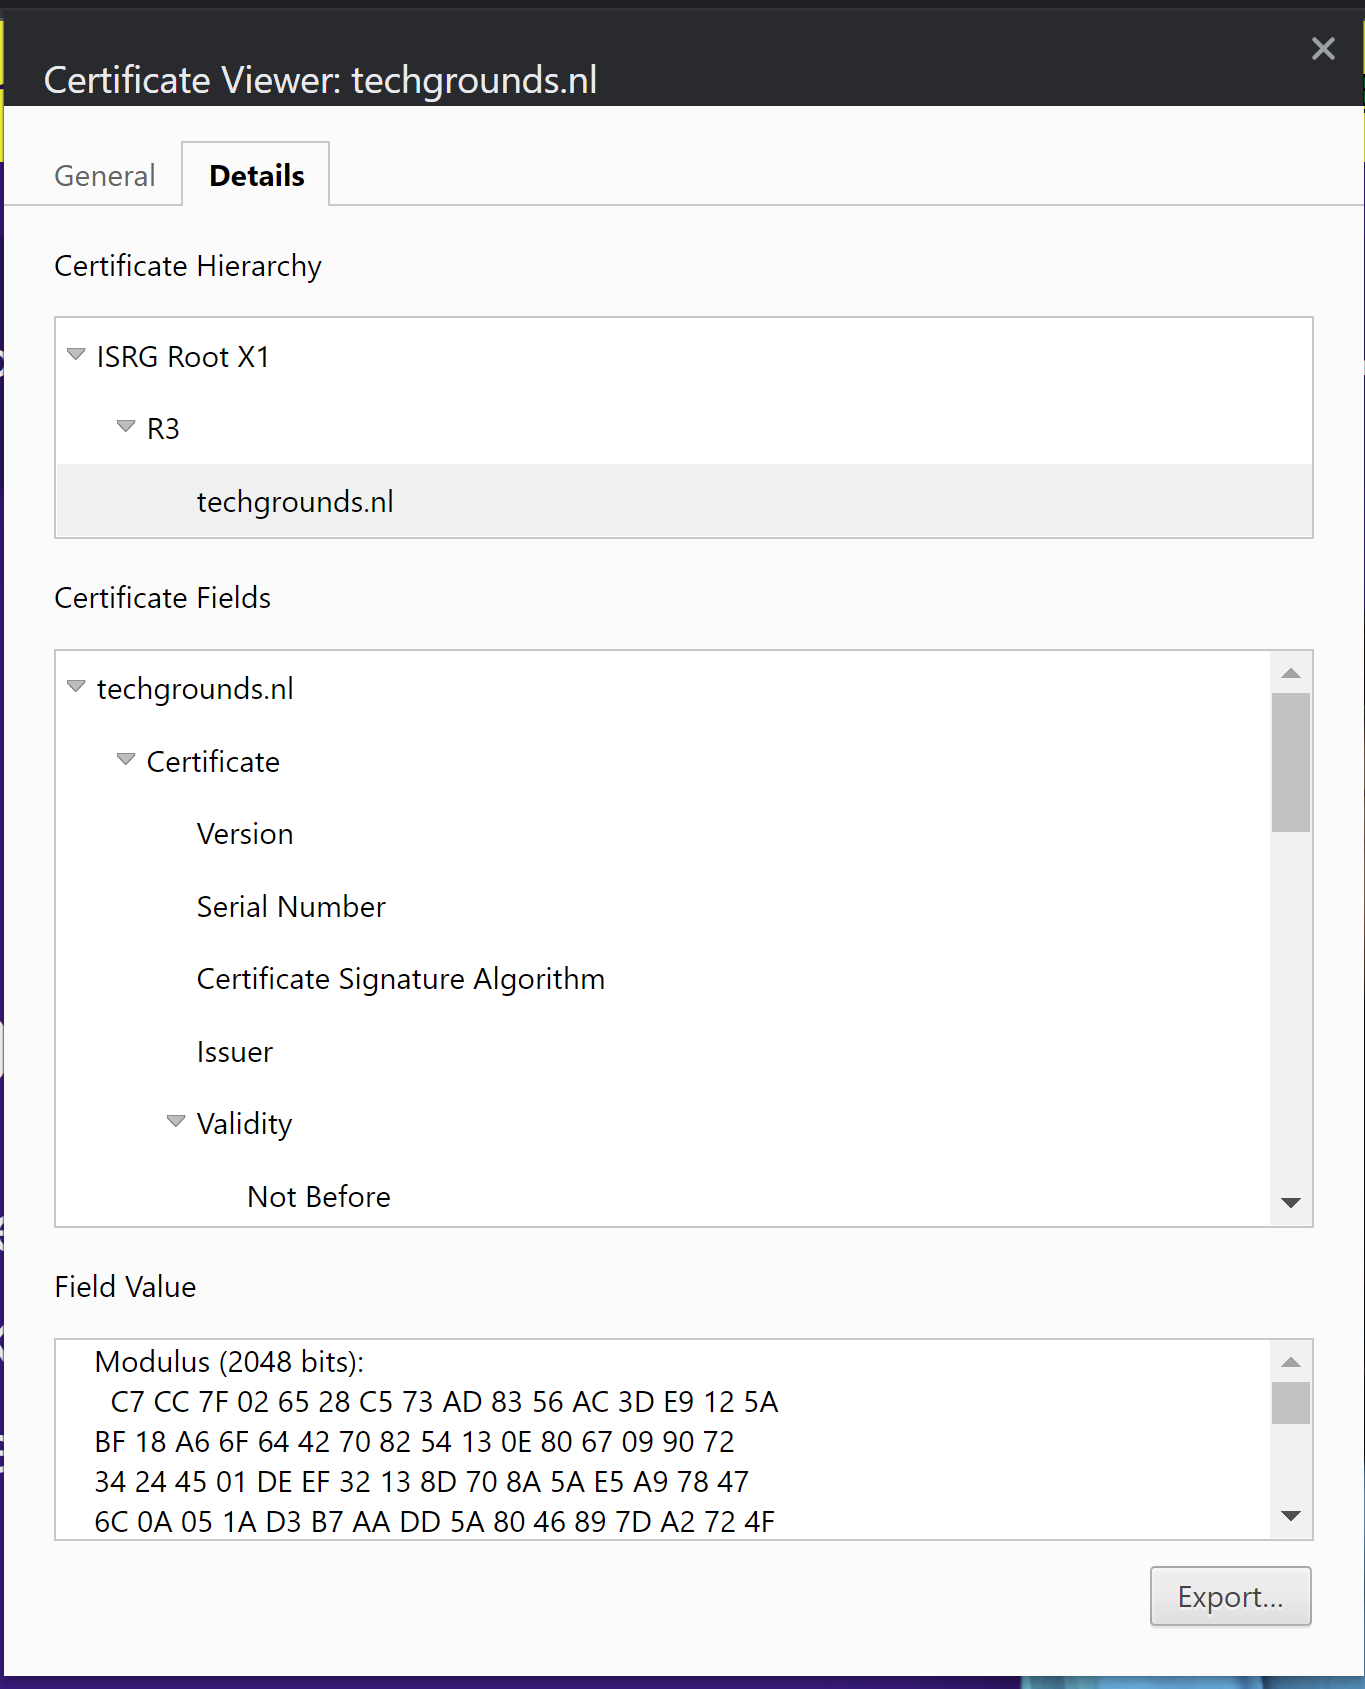 Certificate Viewer: techgrounds.nl
General
Details
Certificate Hierarchy
ISRG Root X1
R3
techgrounds.nl
Certificate Fields
techgrounds.nl
Certificate
Version
Serial Number
Certificate Signature Algorithm
Issuer
Validity
Not Before
Field Value
Modulus (2048 bits):
C7 CC 7F 02 65 28 C5 73 AD 83 56 AC 3D E9 12 5A
BF 18 A6 6F 64 42 70 82 54 13 0E 80 67 09 90 72
34 24 45 01 DE EF 32 13 8D 70 8A 5A E5 A9 78 47
6C 0A 05 1A D3 B7 AA DD 5A 80 46 89 7D A2 72 4F
Export...